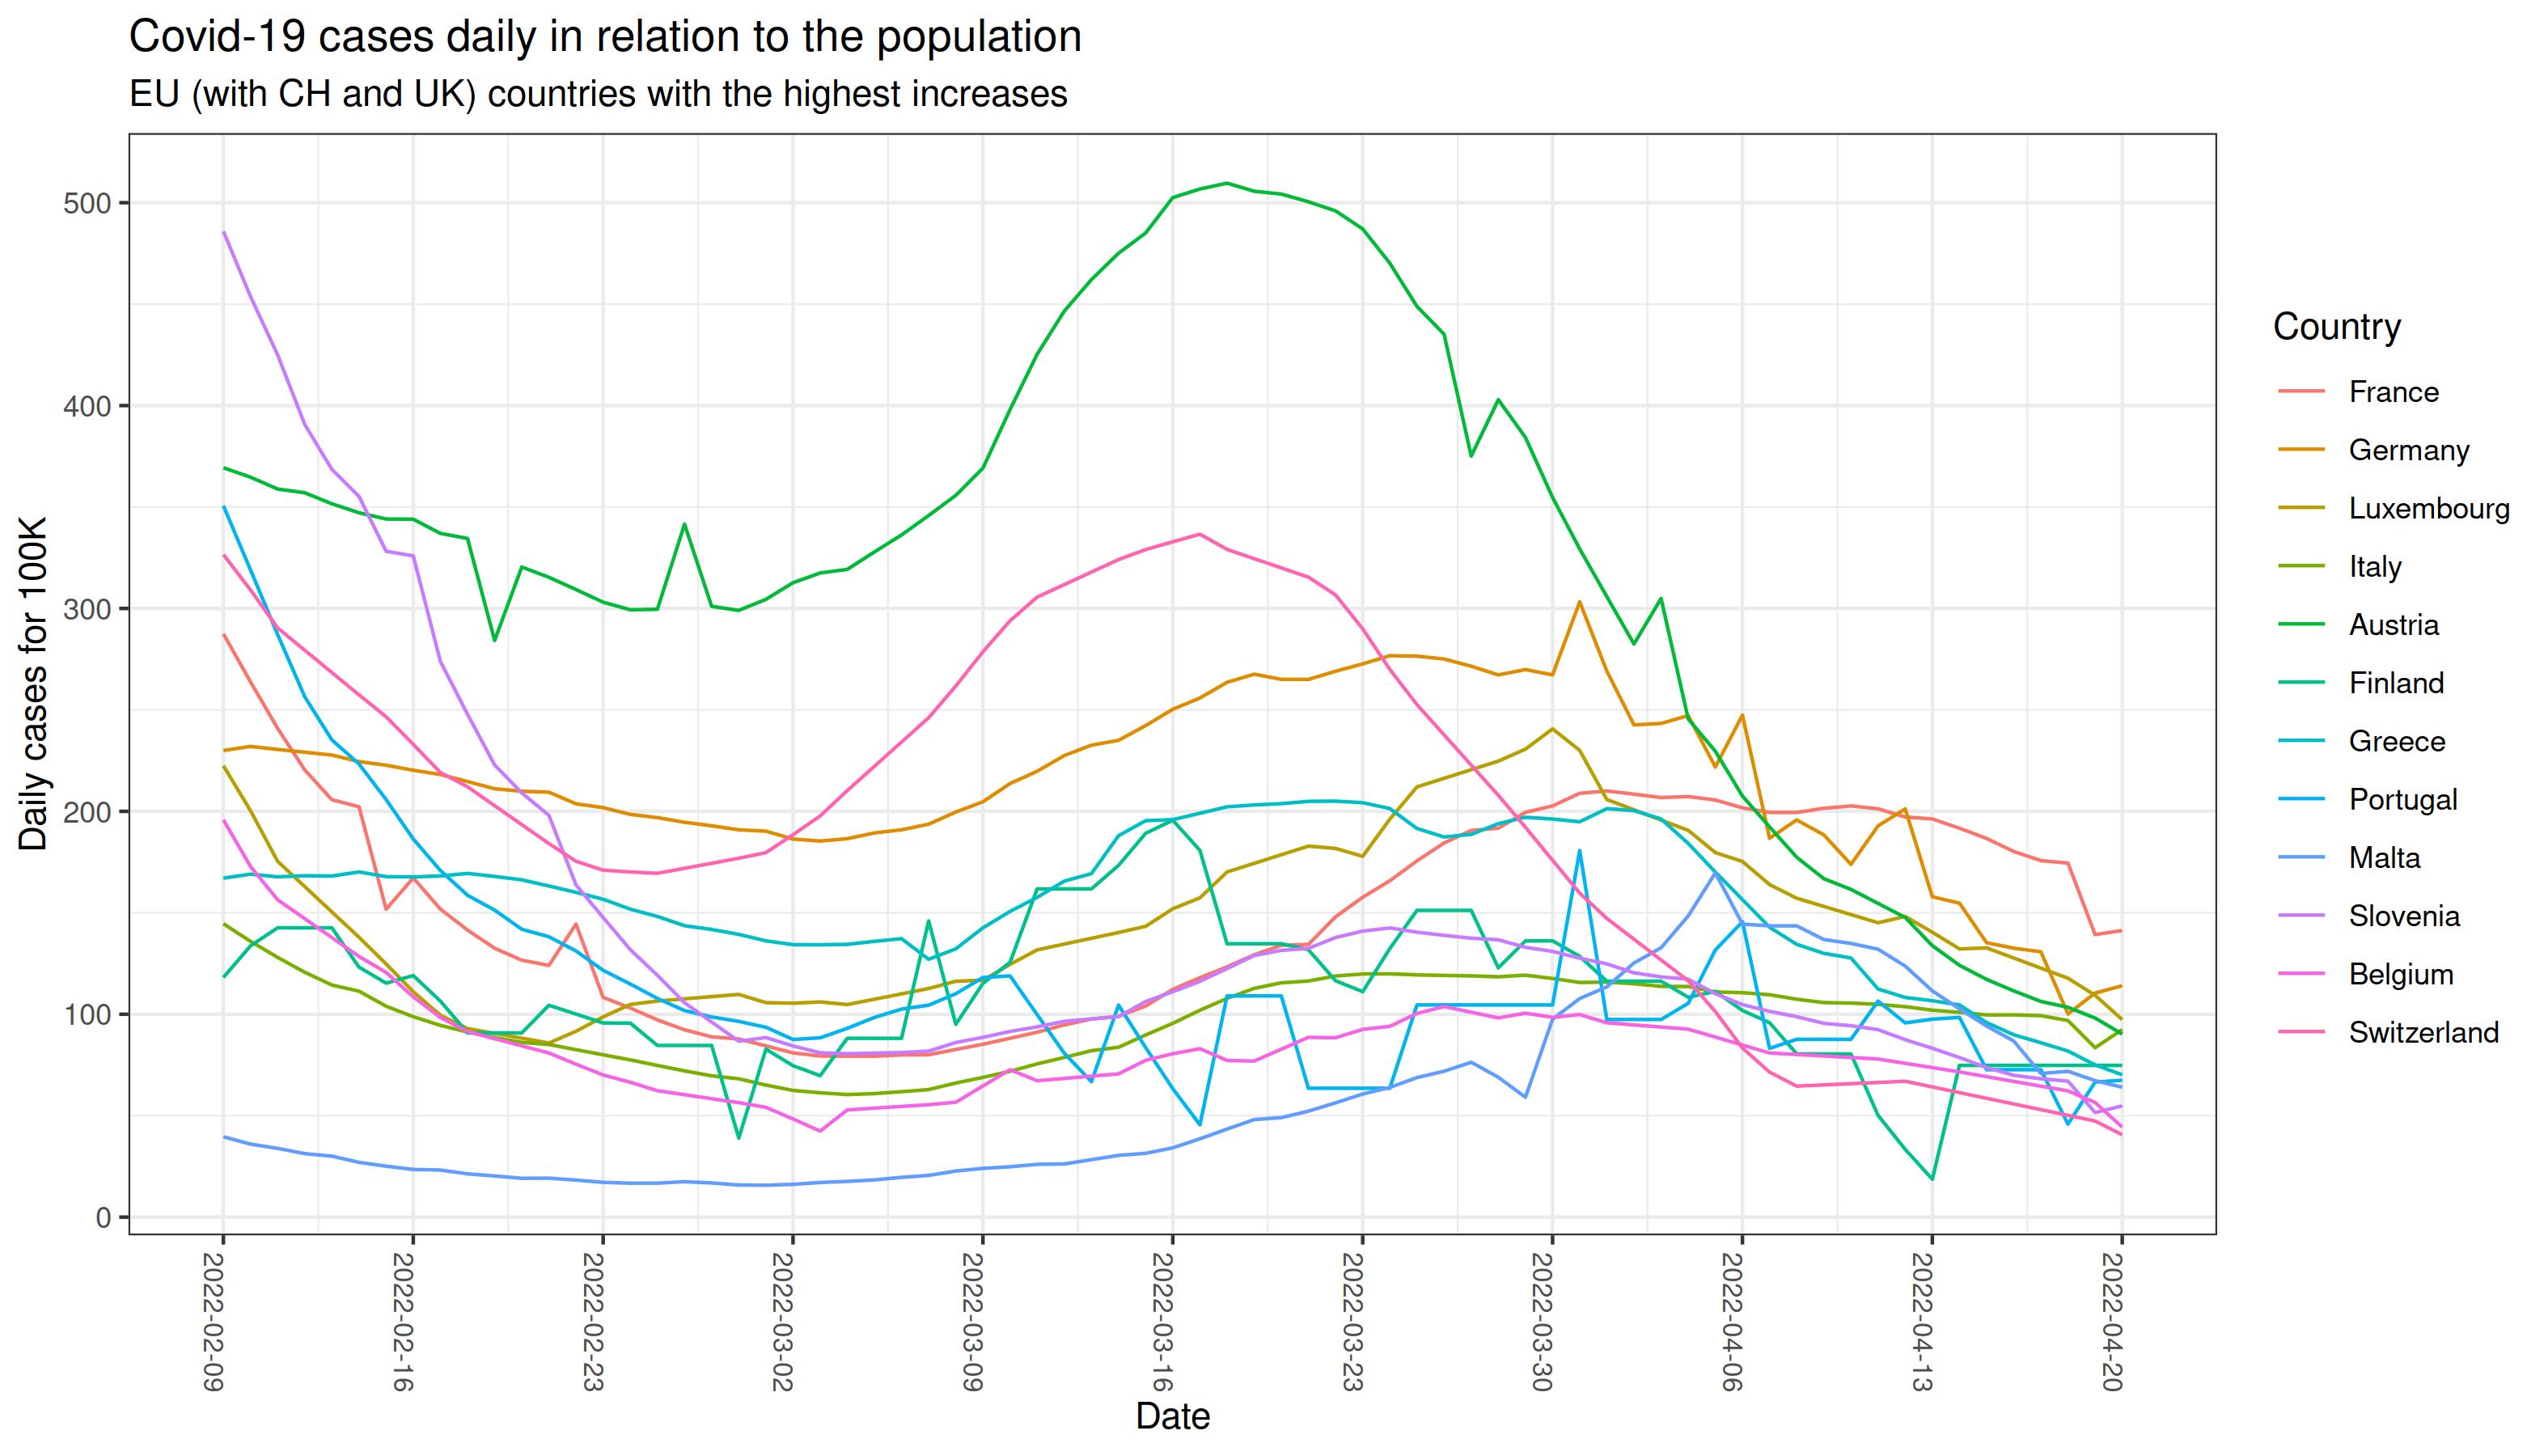 Covid-19 cases daily in relation to the population
EU (with CH and UK) countries with the highest increases
Daily cases for 100K
500
400
300
200
100
0
2022-02-09
2022-02-16
2022-02-23
2022-03-02
2022-03-09
2022-03-16
2022-03-23
2022-03-30
2022-04-06
2022-04-13
2022-04-20
Date
Country
France
Germany
Luxembourg
Italy
Austria
Finland
Greece
Portugal
Malta
Slovenia
Belgium
Switzerland